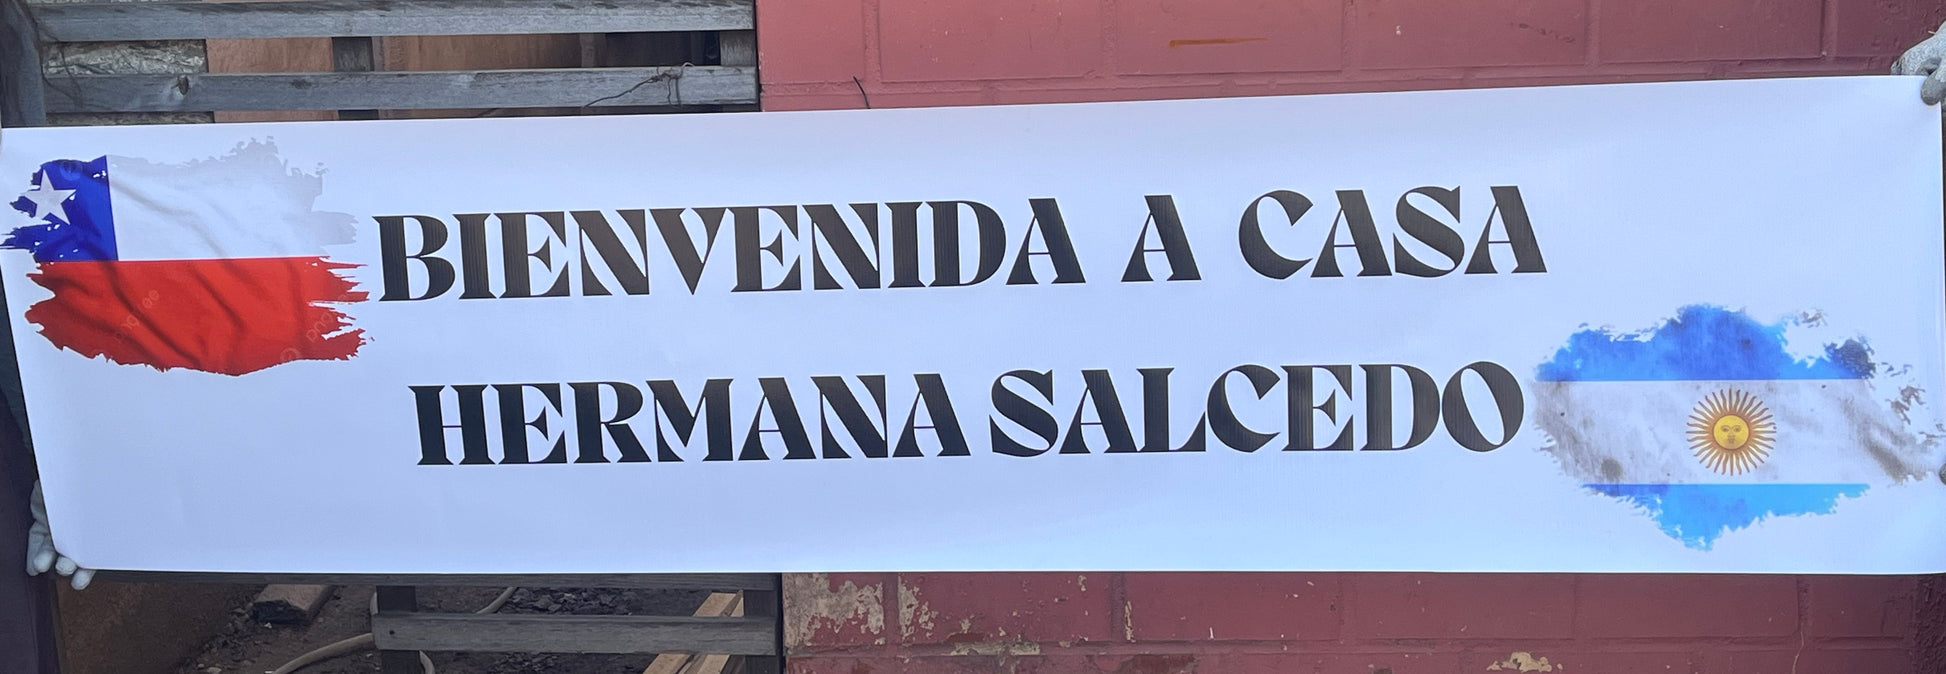 BIENVENIDA A CASA
HERMANA SALCEDO